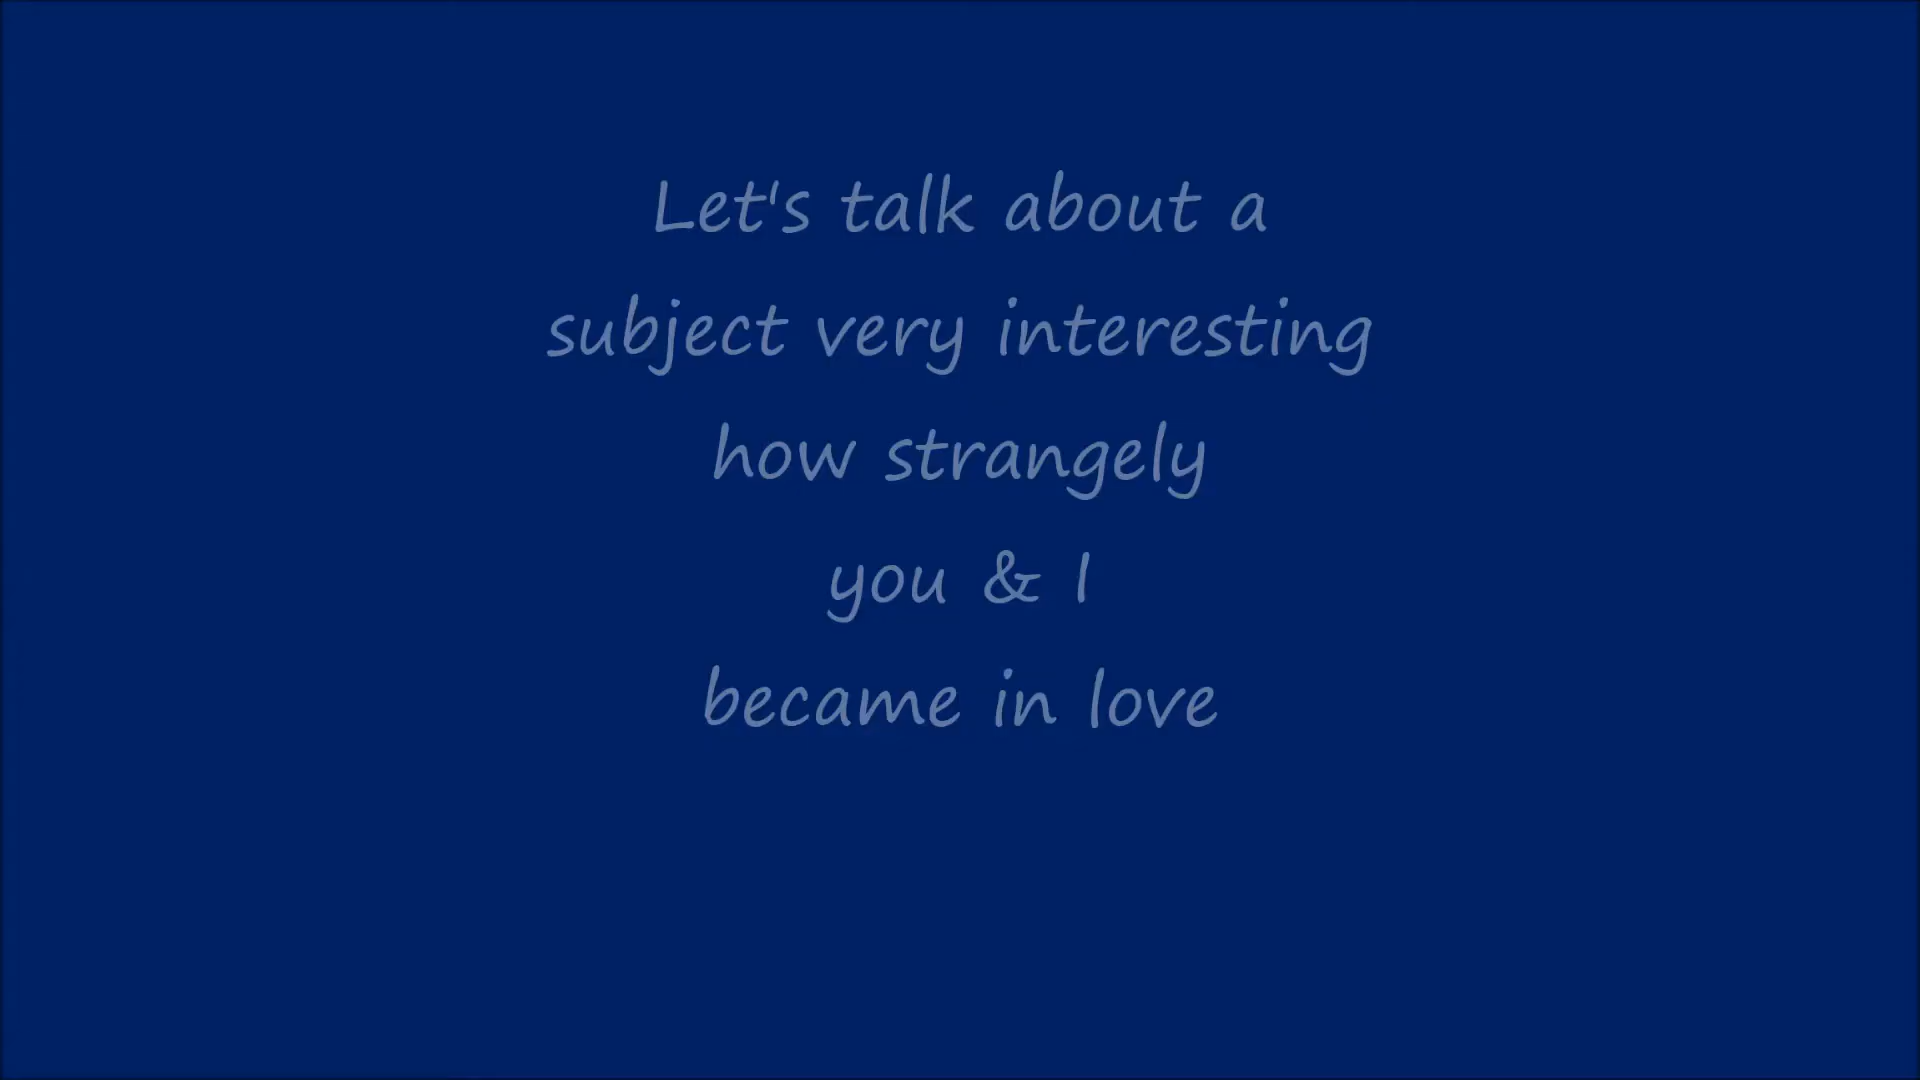 Let's talk about a
subject very interesting
how strangely
you & I
became in love